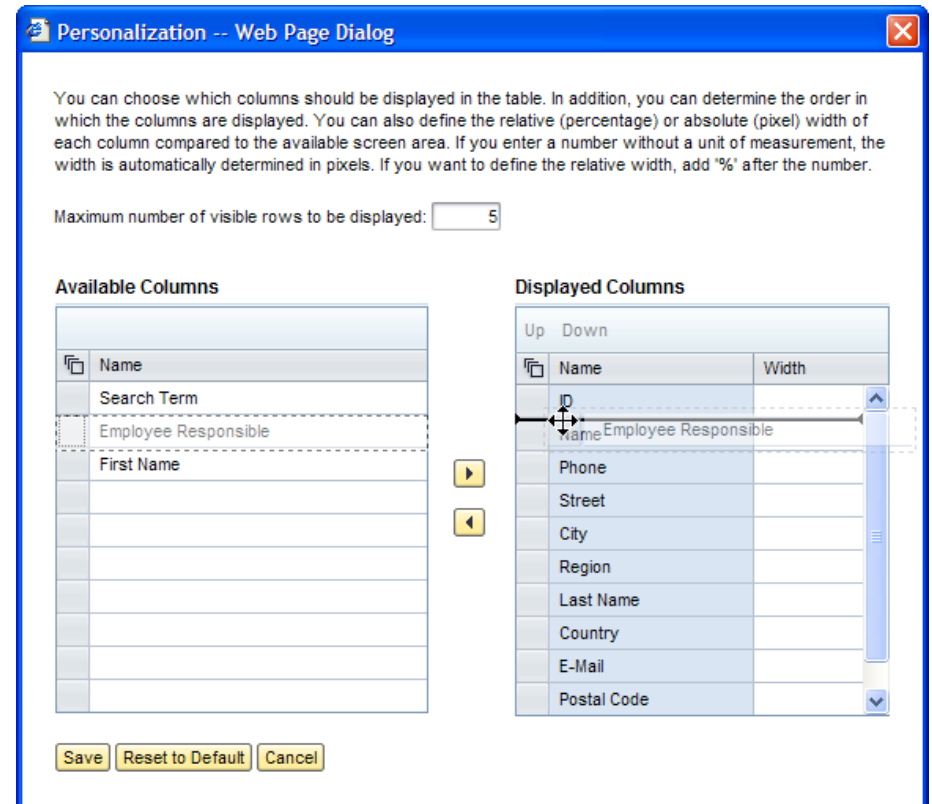 Personalization -- Web Page Dialog
You can choose which columns should be displayed in the table. In addition, you can determine the order in
which the columns are displayed. You can also define the relative (percentage) or absolute (pixel) width of
each column compared to the available screen area. If you enter a number without a unit of measurement, the
width is automatically determined in pixels. If you want to define the relative width, add '%' after the number.
Maximum number of visible rows to be displayed: 5
Available Columns
Name
Search Term
Employee Responsible
First Name
Displayed Columns
Up Down
Name Width
ID
Name Employee Responsible
Phone
Street
City
Region
Last Name
Country
E-Mail
Postal Code
Save Reset to Default Cancel